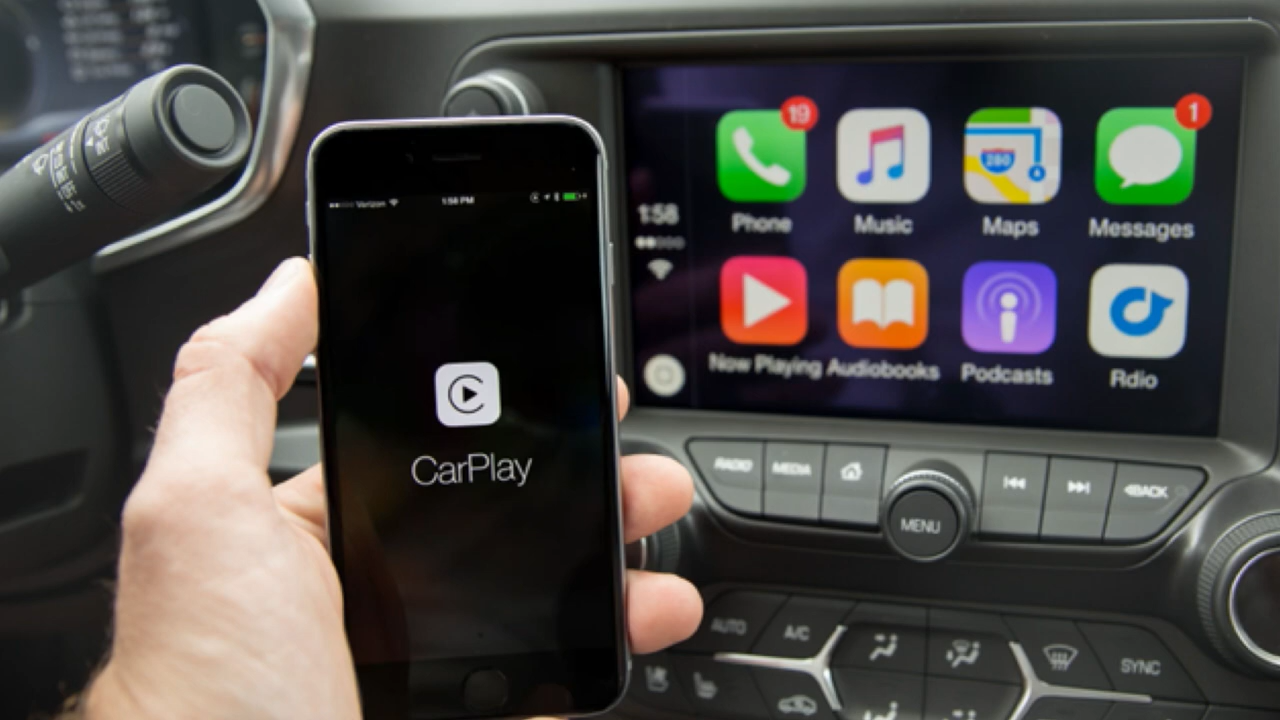 Verizon
1:58 PM
CarPlay
19
1
280
1:58
Phone
Music
Maps
Messages
Now Playing
Audiobooks
Podcasts
Rdio
RADIO
MEDIA
MENU
BACK
AUTO
A/C
SYNC